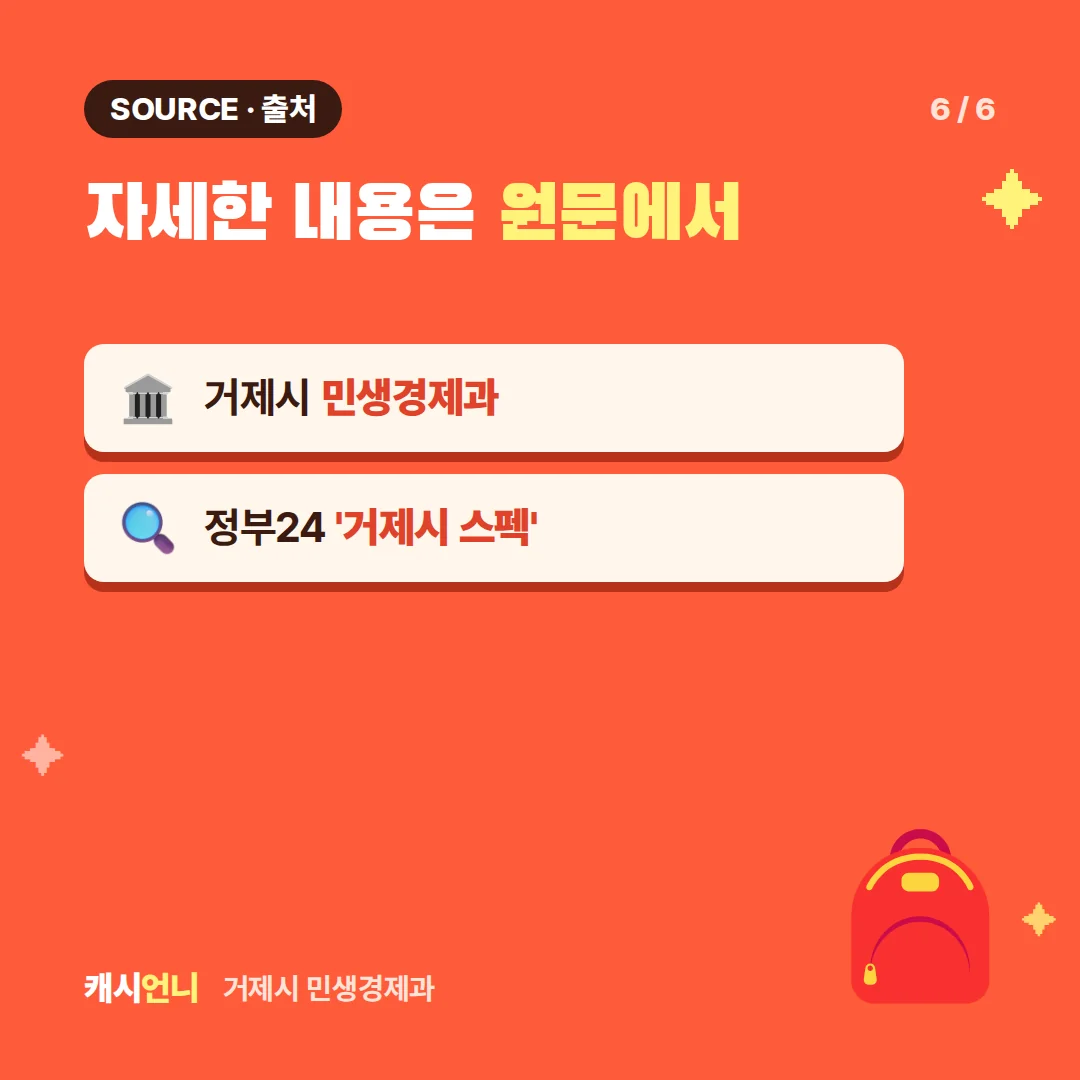 SOURCE · 출처
6 / 6
자세한 내용은 원문에서
거제시 민생경제과
정부24 '거제시 스펙'
캐시언니 거제시 민생경제과